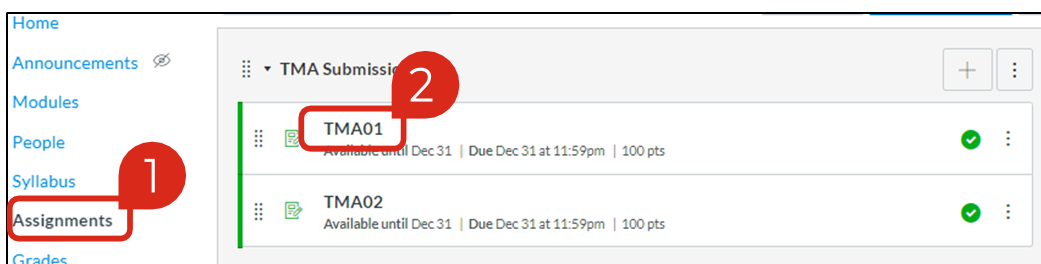 Home
Announcements
Modules
People
Syllabus
Assignments
Grades
1
2
TMA Submissio
TMA01
Available until Dec 31 | Due Dec 31 at 11:59pm | 100 pts
TMA02
Available until Dec 31 | Due Dec 31 at 11:59pm | 100 pts